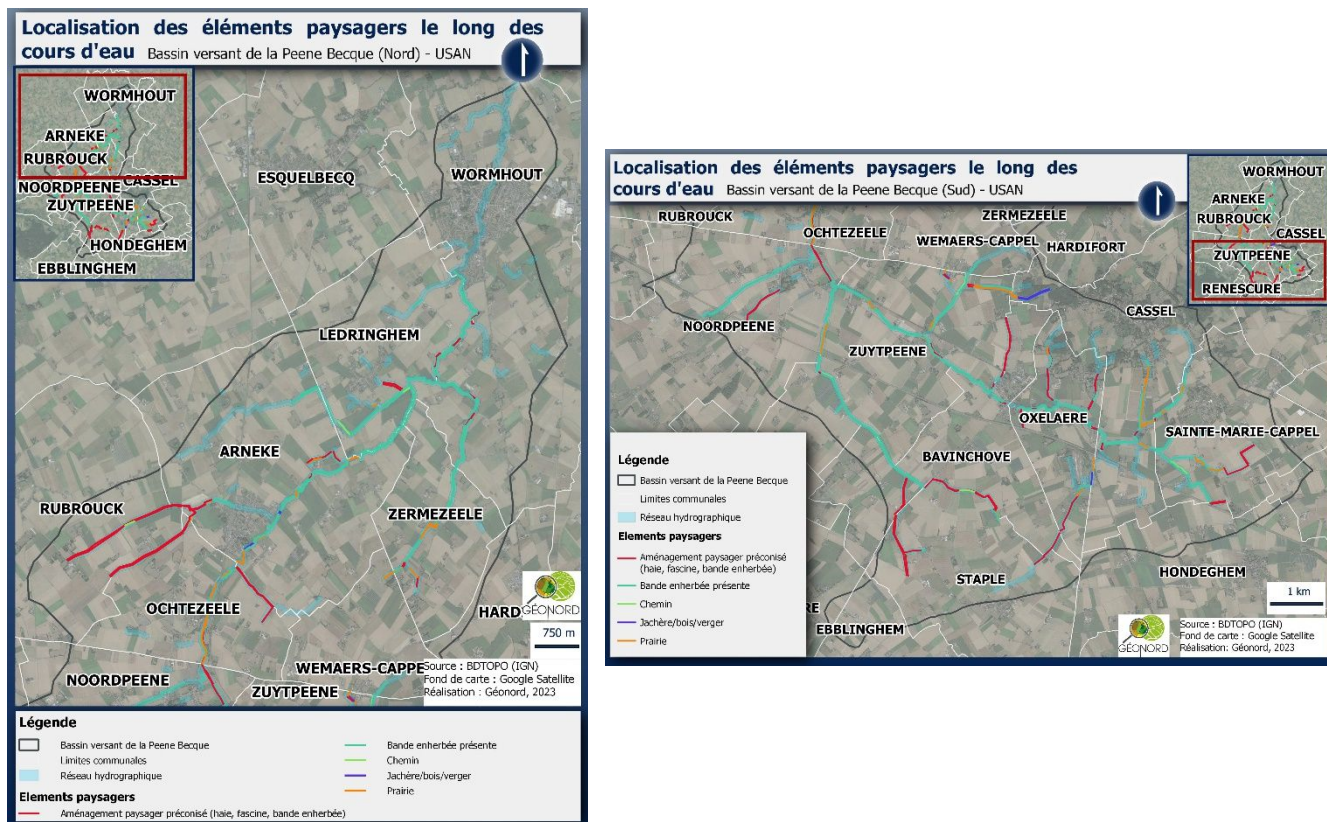 Localisation des éléments paysagers le long des
cours d'eau Bassin versant de la Peene Becque (Nord) - USAN
WORMHOUT
ARNEKE
RUBROUCK
NOORDPEENE CASSEL
ZUYTPEENE
HONDEGHEM
EBBLINGHEM
ESQUELBECQ
WORMHOUT
LEDRINGHEM
ARNEKE
RUBROUCK
ZERMEZEELE
OCHTEZEELE
HARD
GÉONORD
750 m
NOORDPEENE
WEMAERS-CAPPE
ZUYTPEENE
Source : BDTOPO (IGN)
Fond de carte : Google Satellite
Réalisation : Géonord, 2023
Légende
Bassin versant de la Peene Becque
Limites communales
Réseau hydrographique
Elements paysagers
Aménagement paysager préconisé (haie, fascine, bande enherbée)
Bande enherbée présente
Chemin
Jachère/bois/verger
Prairie
Localisation des éléments paysagers le long des
cours d'eau Bassin versant de la Peene Becque (Sud) - USAN
WORMHOUT
ARNEKE
RUBROUCK
CASSEL
ZUYTPEENE
RENESCURE
RUBROUCK
OCHTEZEELE
ZERMEZEELE
WEMAERS-CAPPEL
HARDIFORT
CASSEL
NOORDPEENE
ZUYTPEENE
OXELAERE
SAINTE-MARIE-CAPPEL
BAVINCHOVE
STAPLE
HONDEGHEM
RE
EBBLINGHEM
Légende
Bassin versant de la Peene Becque
Limites communales
Réseau hydrographique
Elements paysagers
Aménagement paysager préconisé
(haie, fascine, bande enherbée)
Bande enherbée présente
Chemin
Jachère/bois/verger
Prairie
1 km
GÉONORD
Source : BDTOPO (IGN)
Fond de carte : Google Satellite
Réalisation: Géonord, 2023